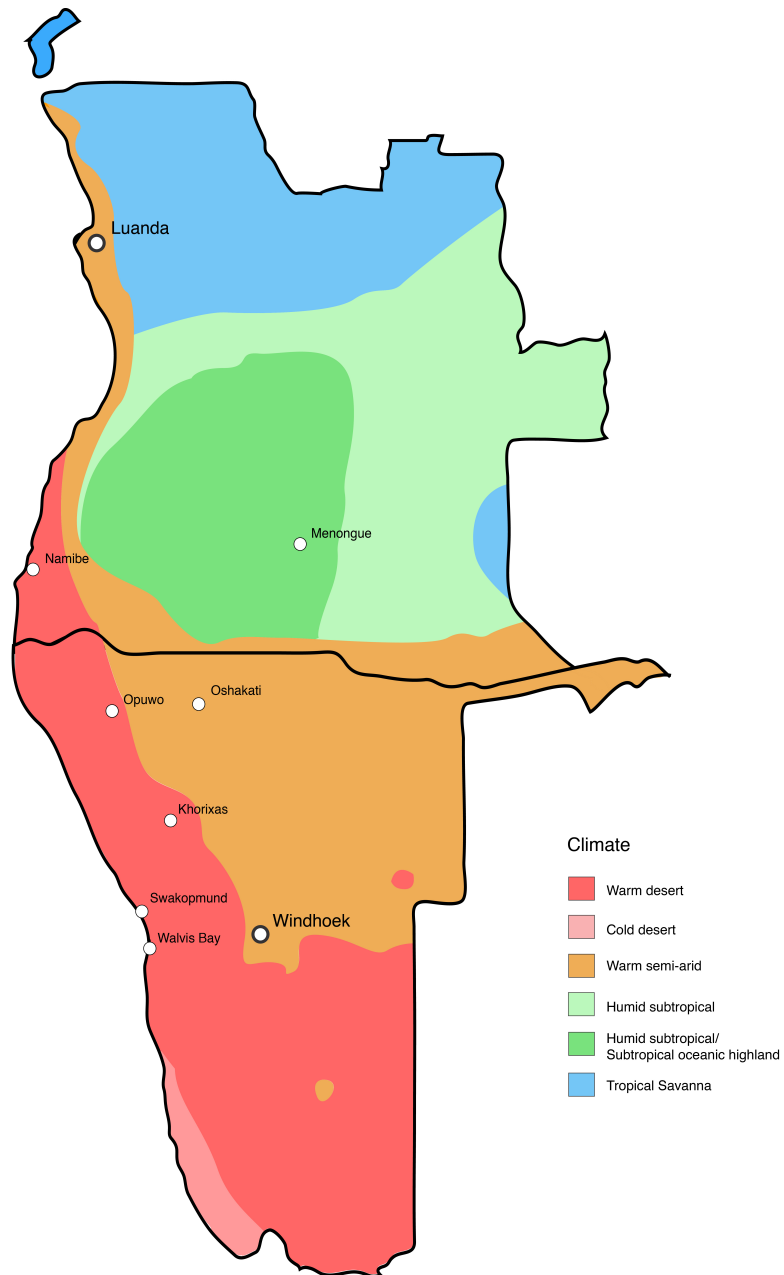 Luanda
Menongue
Namibe
Oshakati
Opuwo
Khorixas
Swakopmund
Windhoek
Walvis Bay
Climate
Warm desert
Cold desert
Warm semi-arid
Humid subtropical
Humid subtropical/
Subtropical oceanic highland
Tropical Savanna